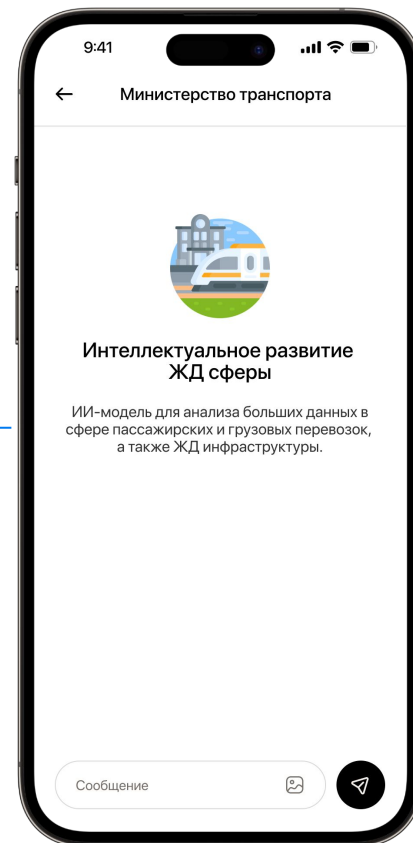 9:41
Министерство транспорта
Интеллектуальное развитие
ЖД сферы
ИИ-модель для анализа больших данных в
сфере пассажирских и грузовых перевозок,
а также ЖД инфраструктуры.
Сообщение